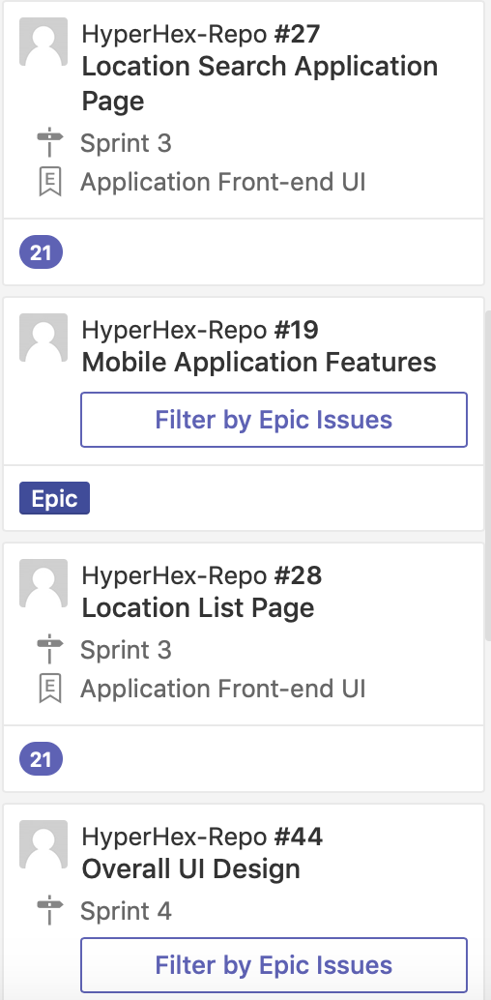 HyperHex-Repo #27
Location Search Application
Page
Sprint 3
E Application Front-end UI
21
HyperHex-Repo #19
Mobile Application Features
Filter by Epic Issues
Epic
HyperHex-Repo #28
Location List Page
Sprint 3
E Application Front-end UI
21
HyperHex-Repo #44
Overall UI Design
Sprint 4
Filter by Epic Issues